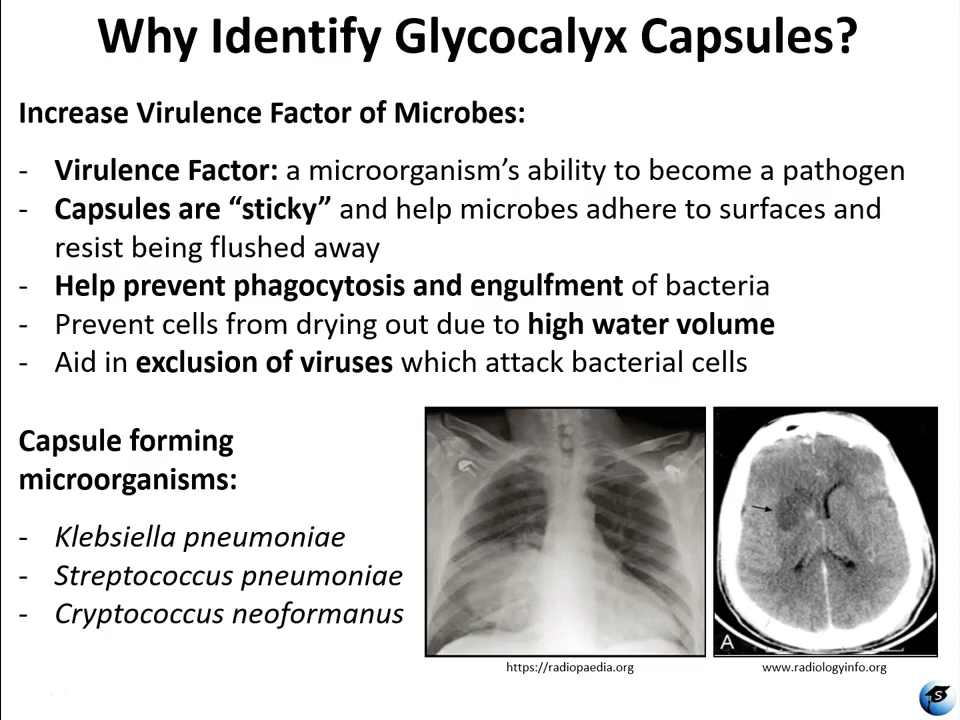 Why Identify Glycocalyx Capsules?
Increase Virulence Factor of Microbes:
- Virulence Factor: a microorganism’s ability to become a pathogen
- Capsules are “sticky” and help microbes adhere to surfaces and
resist being flushed away
- Help prevent phagocytosis and engulfment of bacteria
- Prevent cells from drying out due to high water volume
- Aid in exclusion of viruses which attack bacterial cells
Capsule forming
microorganisms:
- Klebsiella pneumoniae
- Streptococcus pneumoniae
- Cryptococcus neoformanus
A
https://radiopaedia.org
www.radiologyinfo.org
S